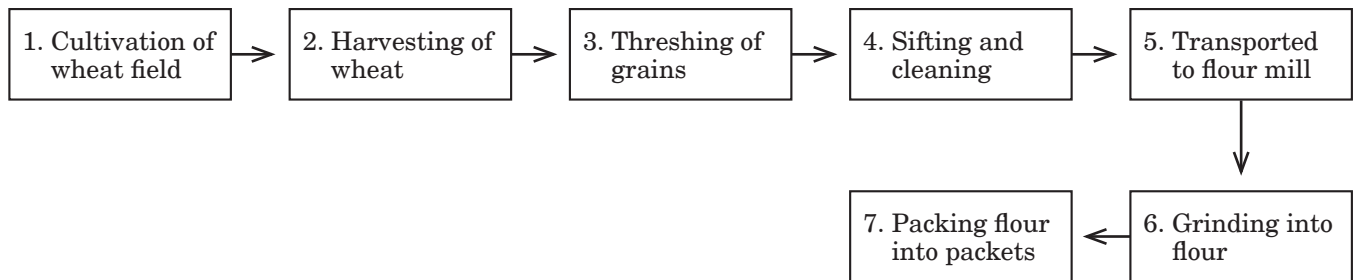 1. Cultivation of
wheat field
2. Harvesting of
wheat
3. Threshing of
grains
4. Sifting and
cleaning
5. Transported
to flour mill
6. Grinding into
flour
7. Packing flour
into packets